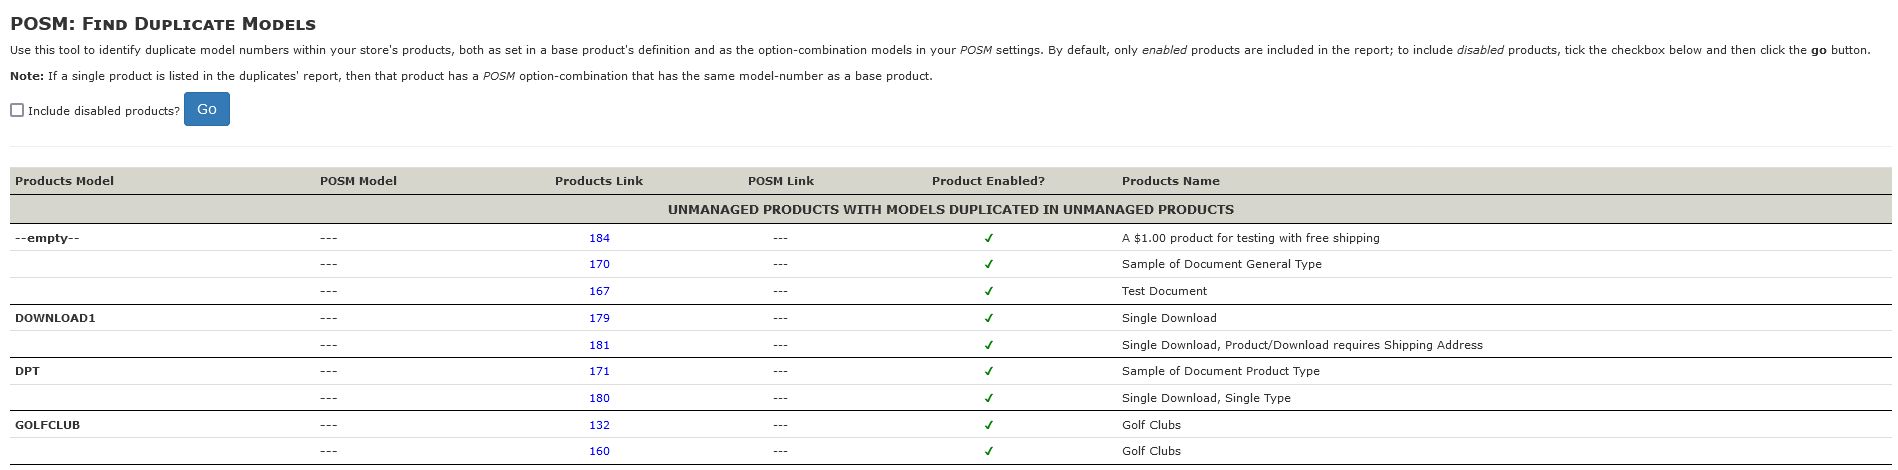 POSM: Find Duplicate Models
Use this tool to identify duplicate model numbers within your store's products, both as set in a base product's definition and as the option-combination models in your POSM settings. By default, only enabled products are included in the report; to include disabled products, tick the checkbox below and then click the go button.
Note: If a single product is listed in the duplicates' report, then that product has a POSM option-combination that has the same model-number as a base product.
Include disabled products? Go
Products Model POSM Model Products Link POSM Link Product Enabled? Products Name
UNMANAGED PRODUCTS WITH MODELS DUPLICATED IN UNMANAGED PRODUCTS
--empty-- --- 184 --- ✓ A $1.00 product for testing with free shipping
--- 170 --- ✓ Sample of Document General Type
--- 167 --- ✓ Test Document
DOWNLOAD1 --- 179 --- ✓ Single Download
--- 181 --- ✓ Single Download, Product/Download requires Shipping Address
DPT --- 171 --- ✓ Sample of Document Product Type
--- 180 --- ✓ Single Download, Single Type
GOLFCLUB --- 132 --- ✓ Golf Clubs
--- 160 --- ✓ Golf Clubs